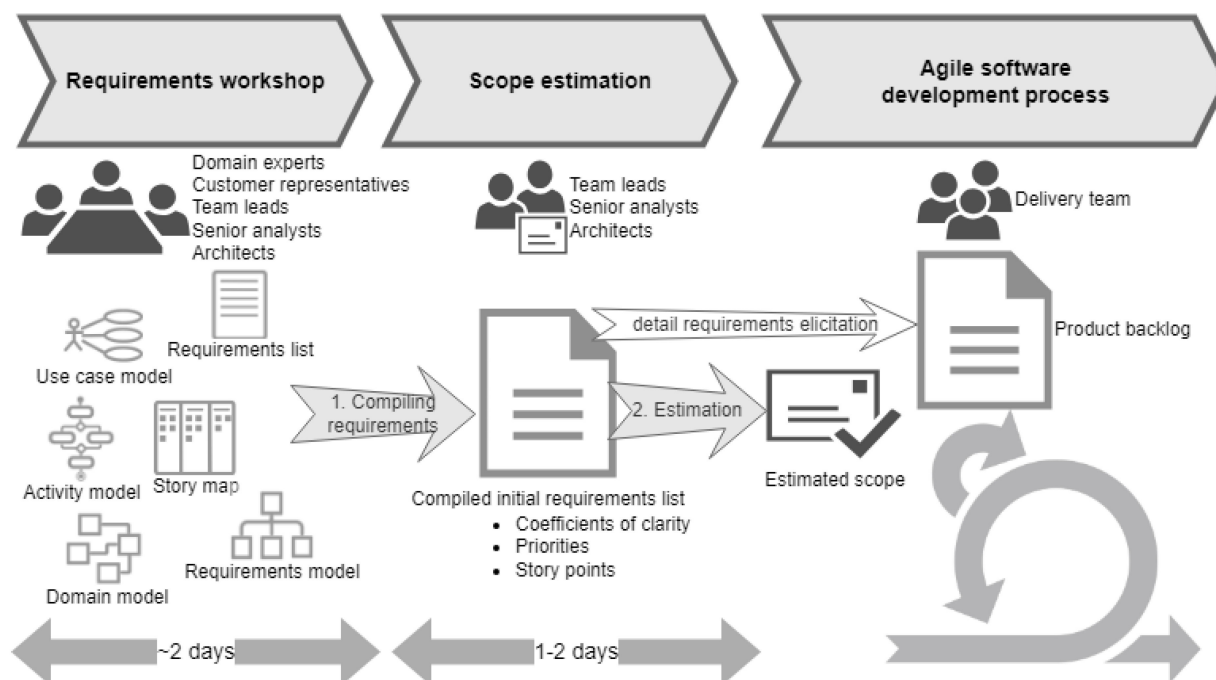 Requirements workshop
Scope estimation
Agile software
development process
Domain experts
Customer representatives
Team leads
Senior analysts
Architects
Team leads
Senior analysts
Architects
Delivery team
Requirements list
Use case model
Activity model
Story map
Domain model
Requirements model
1. Compiling
requirements
detail requirements elicitation
2. Estimation
Product backlog
Estimated scope
Compiled initial requirements list
• Coefficients of clarity
• Priorities
• Story points
~2 days
1-2 days